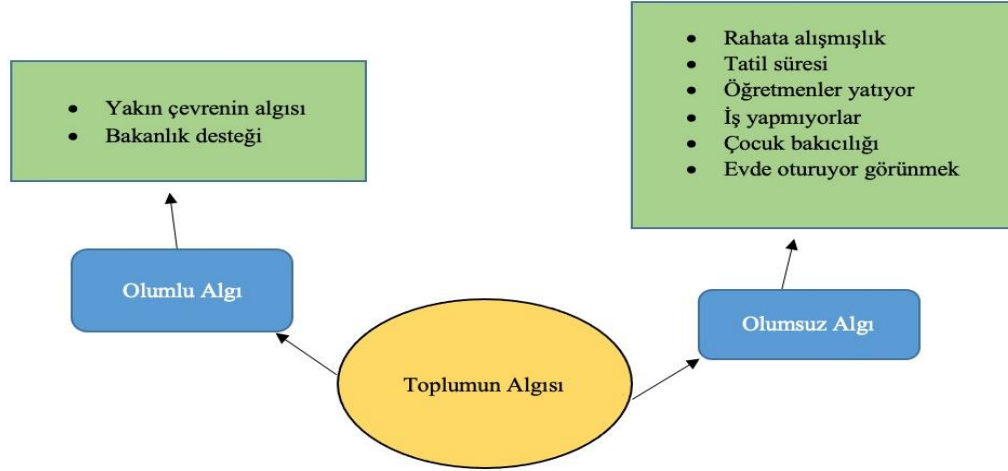 • Yakın çevrenin algısı
• Bakanlık desteği
• Rahata alışmışlık
• Tatil süresi
• Öğretmenler yatıyor
• İş yapmıyorlar
• Çocuk bakıcılığı
• Evde oturuyor görünmek
Olumlu Algı
Olumsuz Algı
Toplumun Algısı